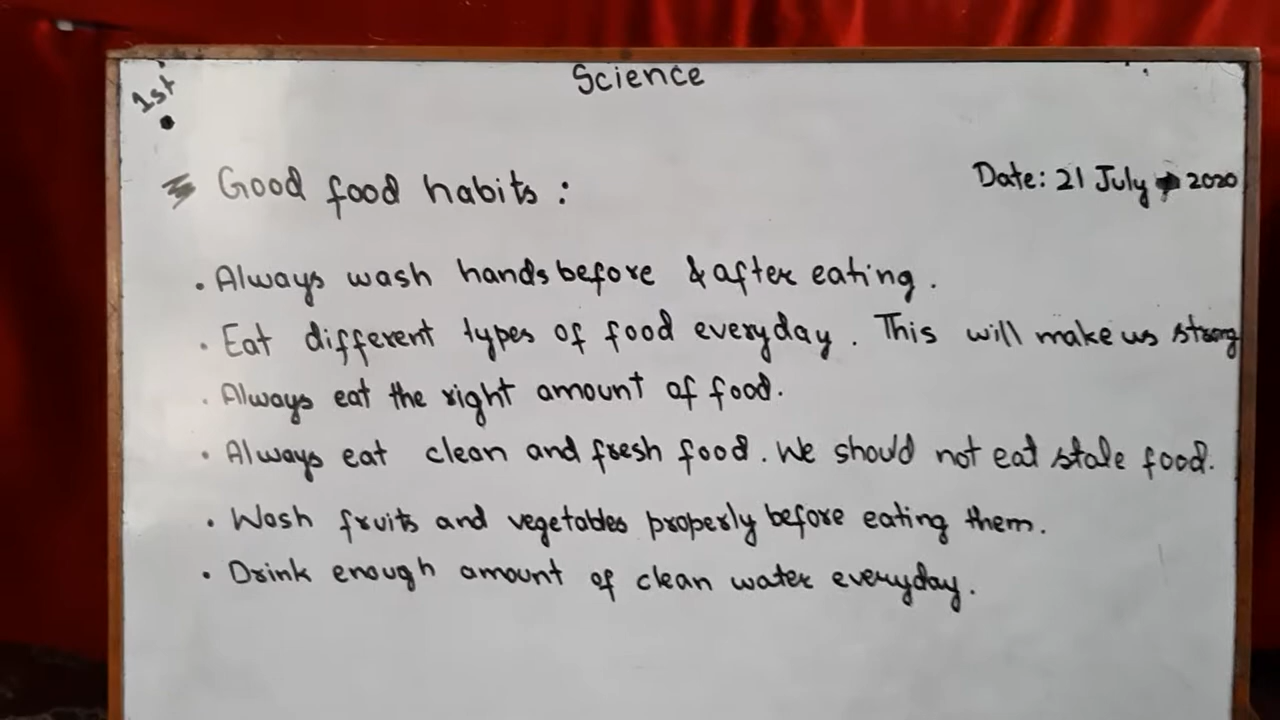 Science
1st
Good food habits :
Date: 21 July 2020
. Always wash hands before & after eating.
. Eat different types of food everyday. This will make us strong
. Always eat the right amount of food.
. Always eat clean and fresh food. We should not eat stale food.
. Wash fruits and vegetables properly before eating them.
. Drink enough amount of clean water everyday.